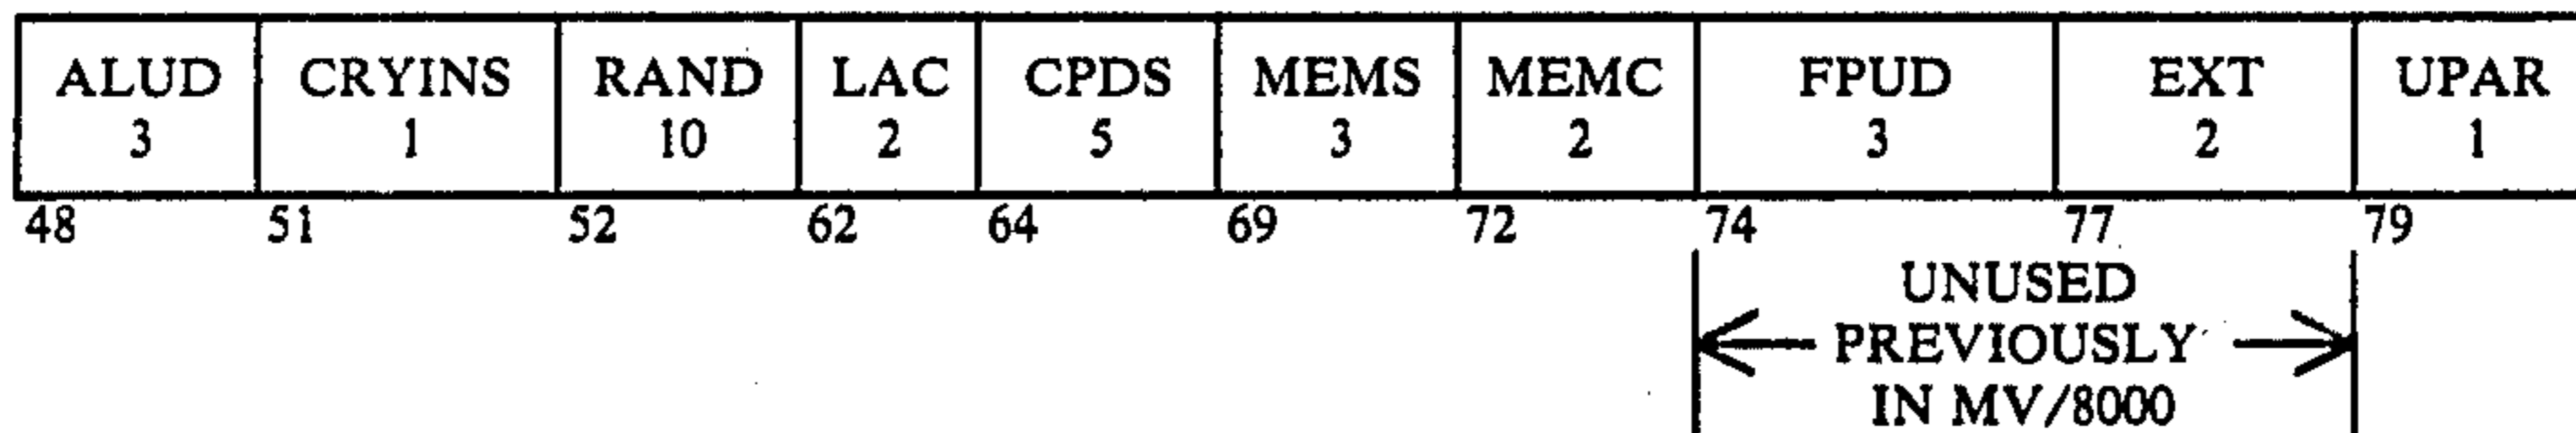 ALUD CRYINS RAND LAC CPDS MEMS MEMC FPUD EXT UPAR
3 1 10 2 5 3 2 3 2 1
48 51 52 62 64 69 72 74 77 79
UNUSED
PREVIOUSLY
IN MV/8000